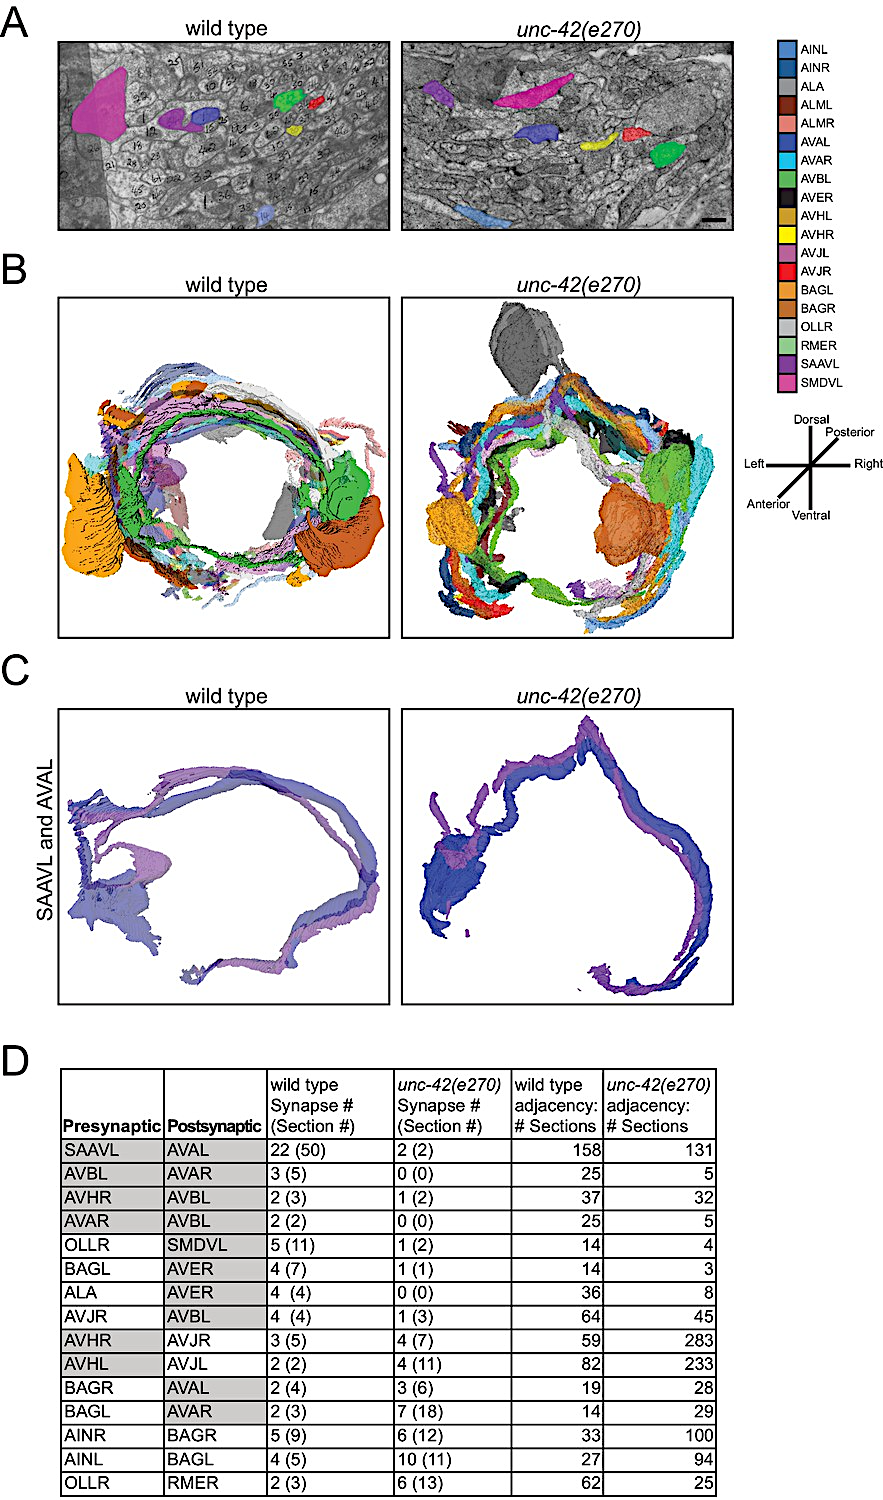 A
wild type
unc-42(e270)
AINL
AINR
ALA
ALML
ALMR
AVAL
AVAR
AVBL
AVER
AVHL
AVHR
AVJL
AVJR
BAGL
BAGR
OLLR
RMER
SAAVL
SMDVL
B
wild type
unc-42(e270)
Dorsal
Posterior
Left
Right
Anterior
Ventral
C
wild type
unc-42(e270)
SAAVL and AVAL
D
Presynaptic Postsynaptic wild type Synapse # (Section #) unc-42(e270) Synapse # (Section #) wild type adjacency: # Sections unc-42(e270) adjacency: # Sections
SAAVL AVAL 22 (50) 2 (2) 158 131
AVBL AVAR 3 (5) 0 (0) 25 5
AVHR AVBL 2 (3) 1 (2) 37 32
AVAR AVBL 2 (2) 0 (0) 25 5
OLLR SMDVL 5 (11) 1 (2) 14 4
BAGL AVER 4 (7) 1 (1) 14 3
ALA AVER 4 (4) 0 (0) 36 8
AVJR AVBL 4 (4) 1 (3) 64 45
AVHR AVJR 3 (5) 4 (7) 59 283
AVHL AVJL 2 (2) 4 (11) 82 233
BAGR AVAL 2 (4) 3 (6) 19 28
BAGL AVAR 2 (3) 7 (18) 14 29
AINR BAGR 5 (9) 6 (12) 33 100
AINL BAGL 4 (5) 10 (11) 27 94
OLLR RMER 2 (3) 6 (13) 62 25